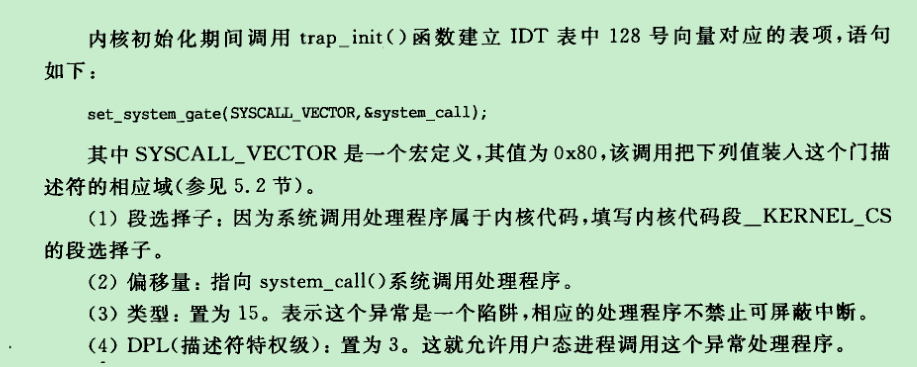 内核初始化期间调用 trap_init()函数建立 IDT 表中 128 号向量对应的表项,语句
如下:
set_system_gate(SYSCALL_VECTOR,&system_call);
其中 SYSCALL_VECTOR 是一个宏定义,其值为 0x80,该调用把下列值装入这个门描
述符的相应域(参见 5.2 节)。
(1) 段选择子:因为系统调用处理程序属于内核代码,填写内核代码段__KERNEL_CS
的段选择子。
(2) 偏移量:指向 system_call()系统调用处理程序。
(3) 类型:置为 15。表示这个异常是一个陷阱,相应的处理程序不禁止可屏蔽中断。
(4) DPL(描述符特权级):置为 3。这就允许用户态进程调用这个异常处理程序。